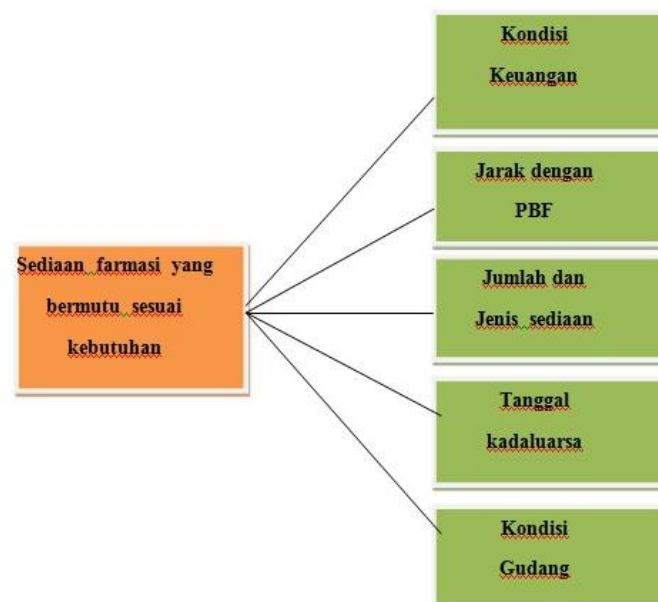 Kondisi
Keuangan
Jarak dengan
PBF
Sediaan farmasi yang
bermutu sesuai
kebutuhan
Jumlah dan
Jenis sediaan
Tanggal
kadaluarsa
Kondisi
Gudang